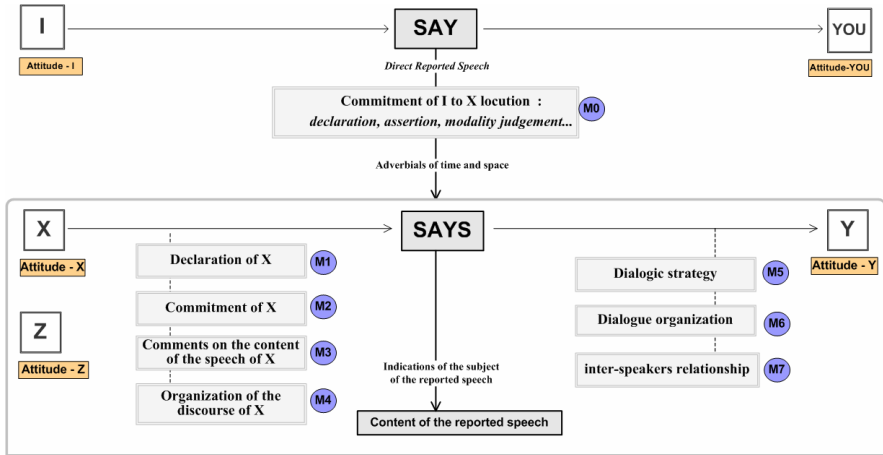 I
SAY
YOU
Attitude - I
Direct Reported Speech
Attitude-YOU
Commitment of I to X locution :
declaration, assertion, modality judgement...
M0
Adverbials of time and space
X
SAYS
Y
Attitude - X
Attitude - Y
Declaration of X
M1
Commitment of X
M2
Comments on the content
of the speech of X
M3
Organization of the
discourse of X
M4
Z
Attitude - Z
Dialogic strategy
M5
Dialogue organization
M6
inter-speakers relationship
M7
Indications of the subject
of the reported speech
Content of the reported speech